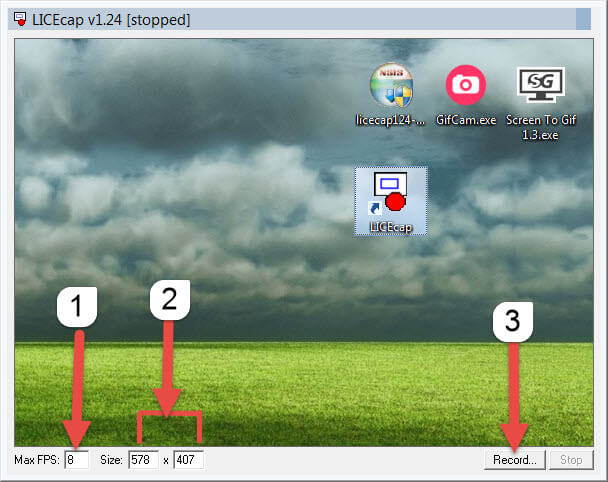 LICEcap v1.24 [stopped]
NSIS
SG
licecap124-...
GifCam.exe
Screen To Gif
1.3.exe
LICEcap
1
2
3
Max FPS: 8 Size: 578 x 407 Record... Stop